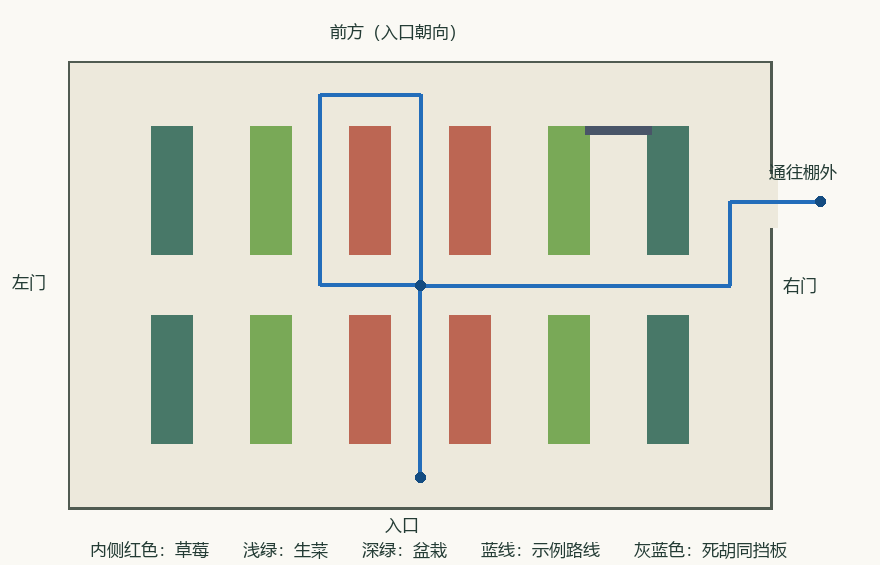 前方（入口朝向）
通往棚外
左门
右门
入口
内侧红色：草莓　浅绿：生菜　深绿：盆栽　蓝线：示例路线　灰蓝色：死胡同挡板